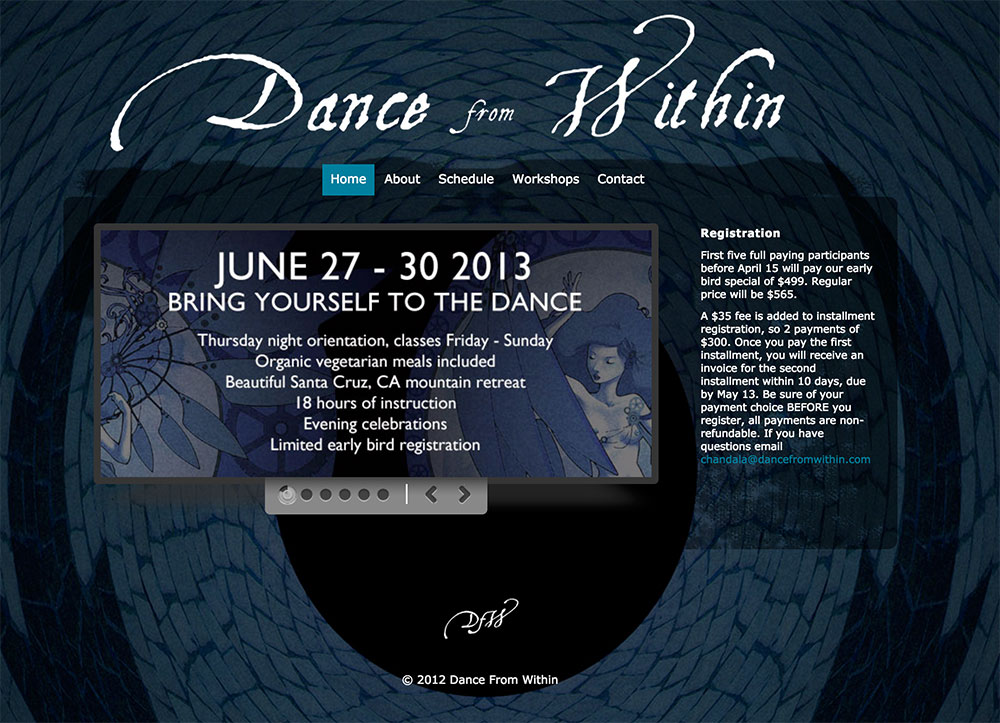 Dance from Within
Home About Schedule Workshops Contact
JUNE 27 - 30 2013
BRING YOURSELF TO THE DANCE
Thursday night orientation, classes Friday - Sunday
Organic vegetarian meals included
Beautiful Santa Cruz, CA mountain retreat
18 hours of instruction
Evening celebrations
Limited early bird registration
Registration
First five full paying participants
before April 15 will pay our early
bird special of $499. Regular
price will be $565.
A $35 fee is added to installment
registration, so 2 payments of
$300. Once you pay the first
installment, you will receive an
invoice for the second
installment within 10 days, due
by May 13. Be sure of your
payment choice BEFORE you
register, all payments are non-
refundable. If you have
questions email
chandala@dancefromwithin.com
DfW
© 2012 Dance From Within